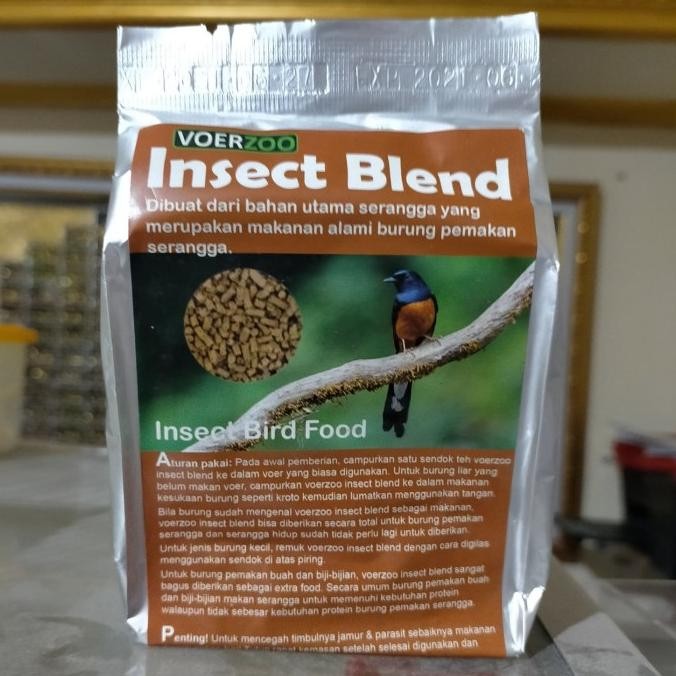 EXP 2021.06.2
VOERZOO
Insect Blend
Dibuat dari bahan utama serangga yang
merupakan makanan alami burung pemakan
serangga.
Insect Bird Food
Aturan pakai: Pada awal pemberian, campurkan satu sendok teh voerzoo
insect blend ke dalam voer yang biasa digunakan. Untuk burung liar yang
belum makan voer, campurkan voerzoo insect blend ke dalam makanan
kesukaan burung seperti kroto kemudian lumatkan menggunakan tangan.
Bila burung sudah mengenal voerzoo insect blend sebagai makanan,
voerzoo insect blend bisa diberikan secara total untuk burung pemakan
serangga dan serangga hidup sudah tidak perlu lagi untuk diberikan.
Untuk jenis burung kecil, remuk voerzoo insect blend dengan cara digilas
menggunakan sendok di atas piring.
Untuk burung pemakan buah dan biji-bijian, voerzoo insect blend sangat
bagus diberikan sebagai extra food. Secara umum burung pemakan buah
dan biji-bijian makan serangga untuk memenuhi kebutuhan protein
walaupun tidak sebesar kebutuhan protein burung pemakan serangga.
Penting! Untuk mencegah timbulnya jamur & parasit sebaiknya makanan
rapat kemasan setelah selesai digunakan dan